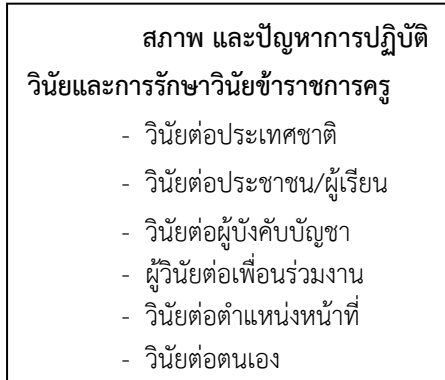 สภาพ และปัญหาการปฏิบัติ
วินัยและการรักษาวินัยข้าราชการครู
- วินัยต่อประเทศชาติ
- วินัยต่อประชาชน/ผู้เรียน
- วินัยต่อผู้บังคับบัญชา
- ผู้วินัยต่อเพื่อนร่วมงาน
- วินัยต่อตำแหน่งหน้าที่
- วินัยต่อตนเอง